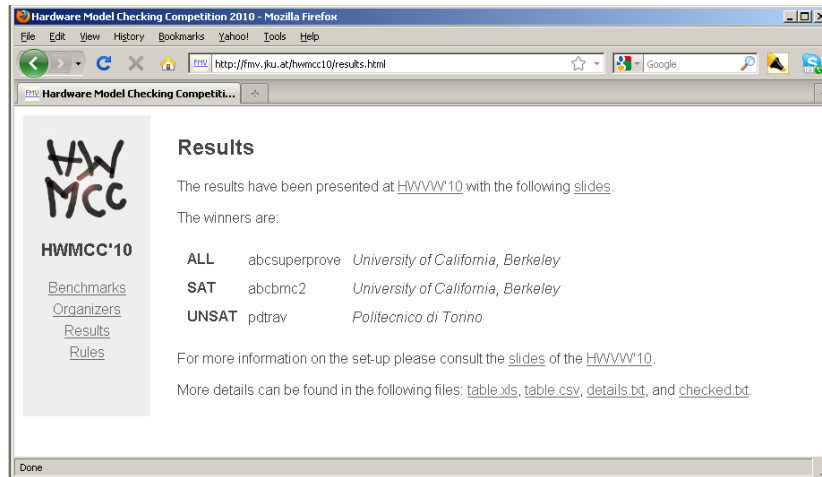 Hardware Model Checking Competition 2010 - Mozilla Firefox
File Edit View History Bookmarks Yahoo! Tools Help
FMV http://fmv.jku.at/hwmcc10/results.html Google
FMV Hardware Model Checking Competiti...
HW
MCC
HWMCC'10
Benchmarks
Organizers
Results
Rules
Results
The results have been presented at HWVW'10 with the following slides.
The winners are:
ALL abcsuperprove University of California, Berkeley
SAT abcbmc2 University of California, Berkeley
UNSAT pdtrav Politecnico di Torino
For more information on the set-up please consult the slides of the HWVW'10.
More details can be found in the following files: table.xls, table.csv, details.txt, and checked.txt.
Done